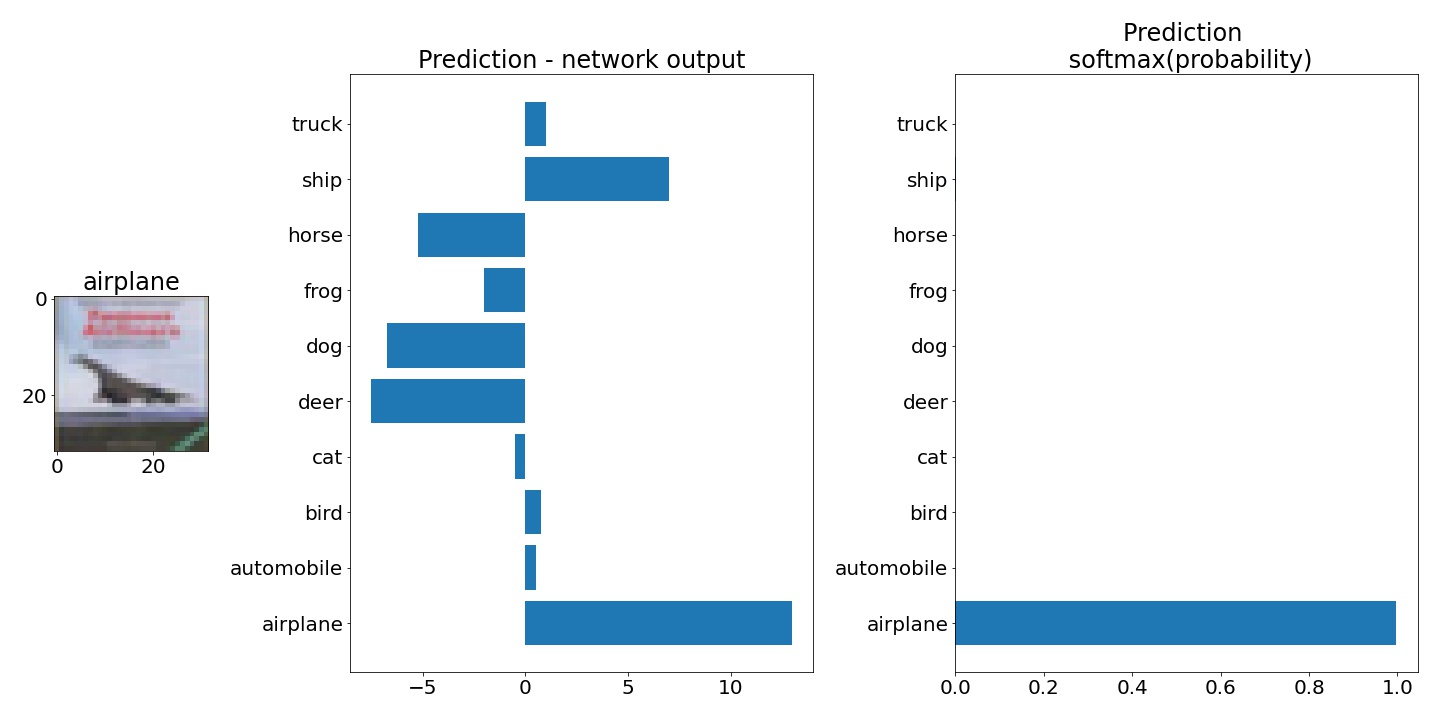 airplane
0
20
0
20
Prediction - network output
truck
ship
horse
frog
dog
deer
cat
bird
automobile
airplane
−5
0
5
10
Prediction
softmax(probability)
truck
ship
horse
frog
dog
deer
cat
bird
automobile
airplane
0.0
0.2
0.4
0.6
0.8
1.0